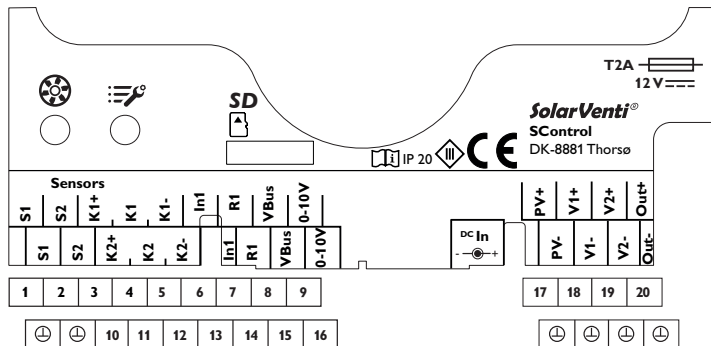 T2A
12 V
SD
SolarVenti®
SControl
DK-8881 Thorsø
IP 20
III
CE
Sensors
S1 S2 K1+ K1 K1- In1 R1 VBus 0-10V
PV+ V1+ V2+ Out+
S1 S2 K2+ K2 K2- In1 R1 VBus 0-10V
DC In
- +
PV- V1- V2- Out-
1 2 3 4 5 6 7 8 9
17 18 19 20
10 11 12 13 14 15 16